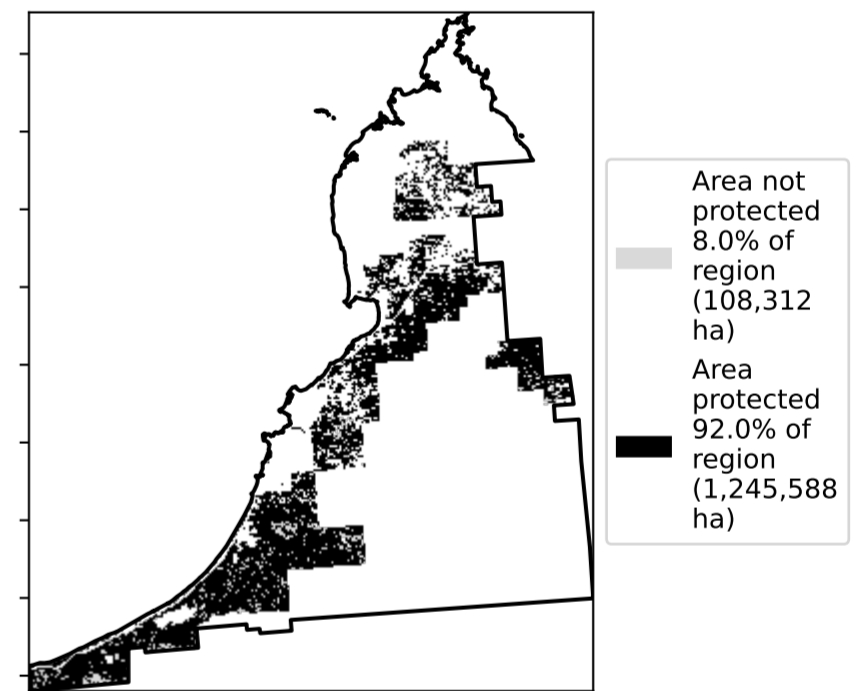 Area not
protected
8.0% of
region
(108,312
ha)
Area
protected
92.0% of
region
(1,245,588
ha)